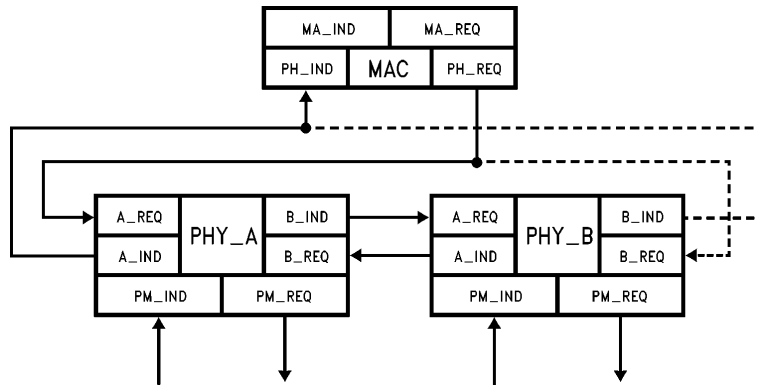 MA_IND MA_REQ
PH_IND MAC PH_REQ
A_REQ PHY_A B_IND A_REQ PHY_B B_IND
A_IND B_REQ A_IND B_REQ
PM_IND PM_REQ PM_IND PM_REQ